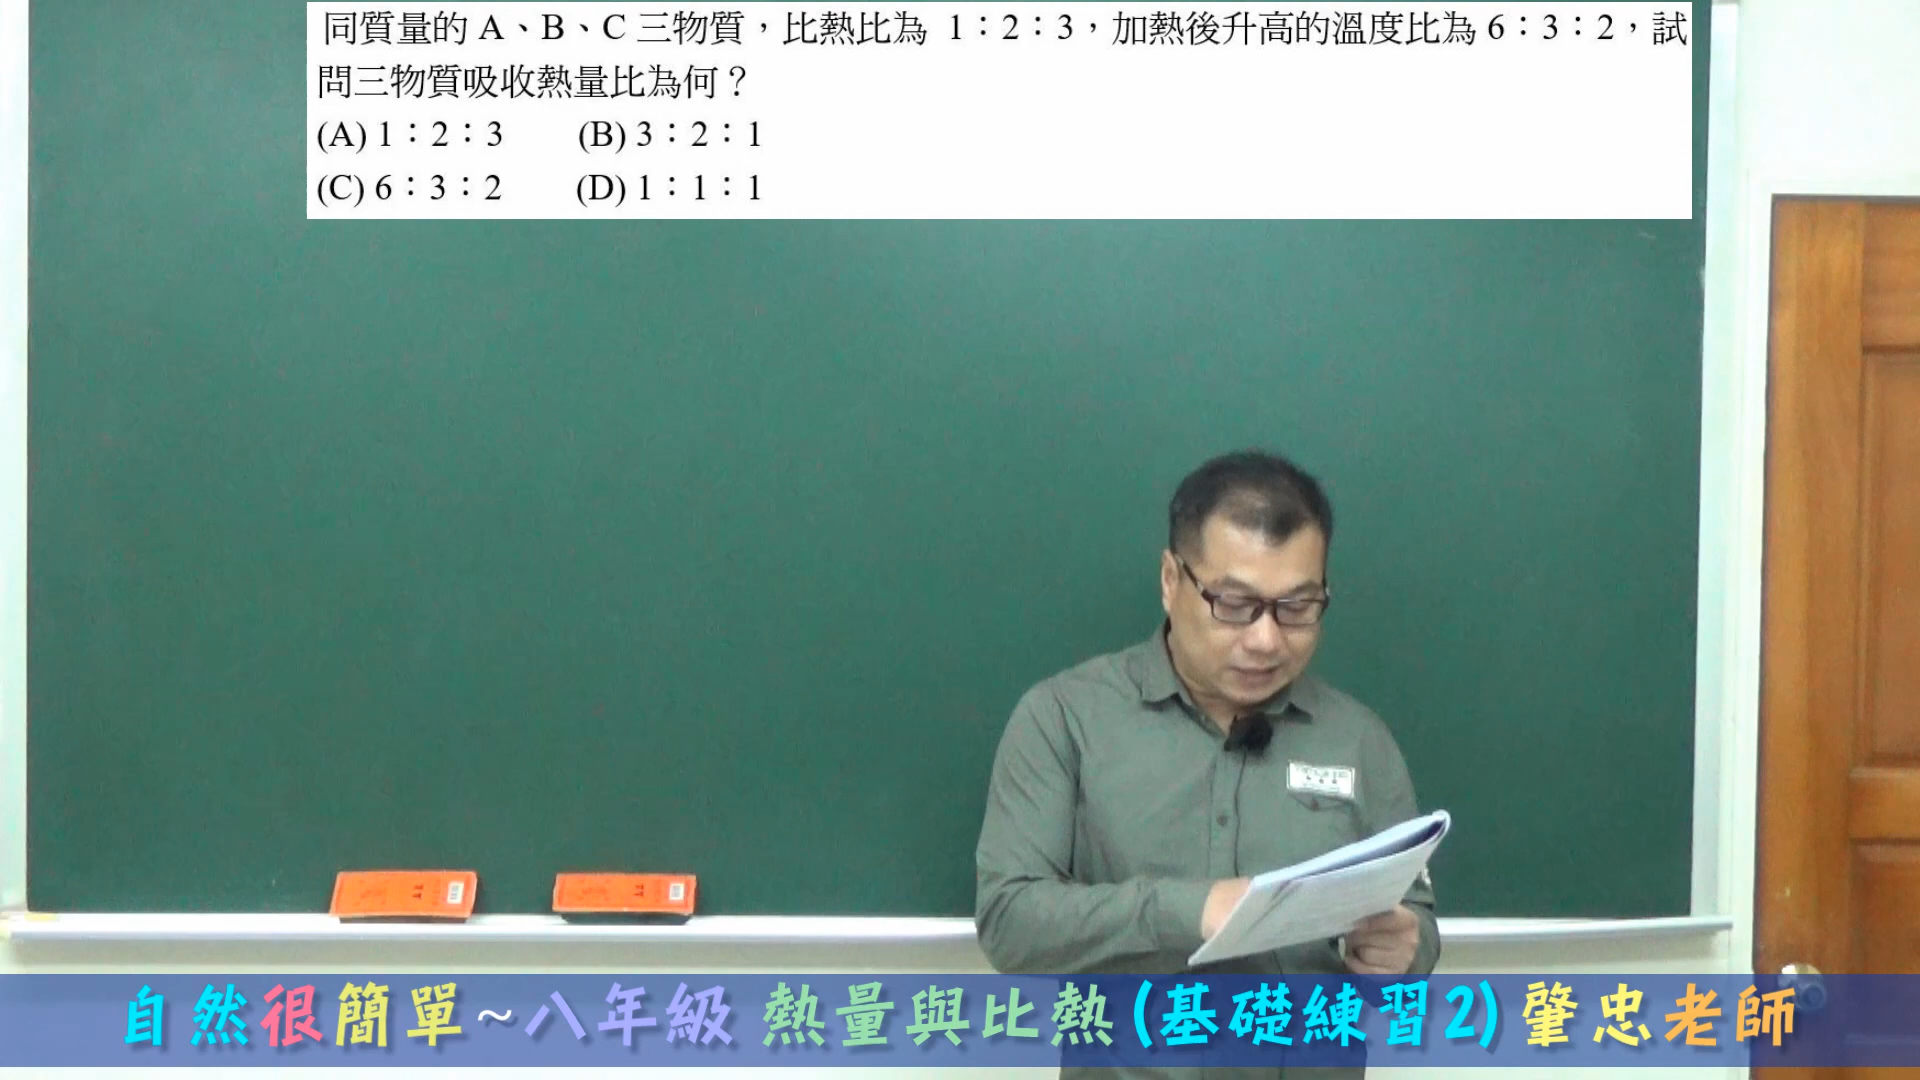 同質量的 A、B、C 三物質，比熱比為 1：2：3，加熱後升高的溫度比為 6：3：2，試
問三物質吸收熱量比為何？
(A) 1：2：3 (B) 3：2：1
(C) 6：3：2 (D) 1：1：1
自然很簡單~八年級 熱量與比熱(基礎練習2) 肇忠老師